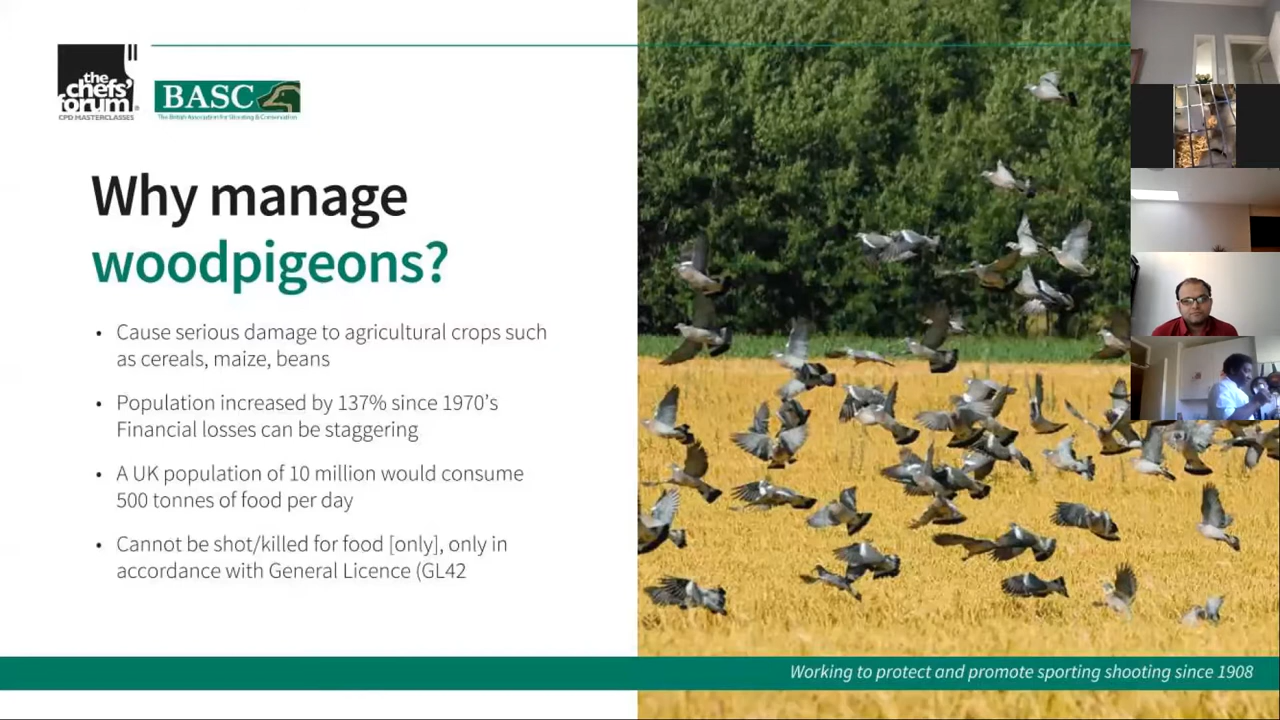 the
chefs'
forum
CPD MASTERCLASSES
BASC
The British Association for Shooting & Conservation
Why manage
woodpigeons?
• Cause serious damage to agricultural crops such
as cereals, maize, beans
• Population increased by 137% since 1970's
Financial losses can be staggering
• A UK population of 10 million would consume
500 tonnes of food per day
• Cannot be shot/killed for food [only], only in
accordance with General Licence (GL42
Working to protect and promote sporting shooting since 1908